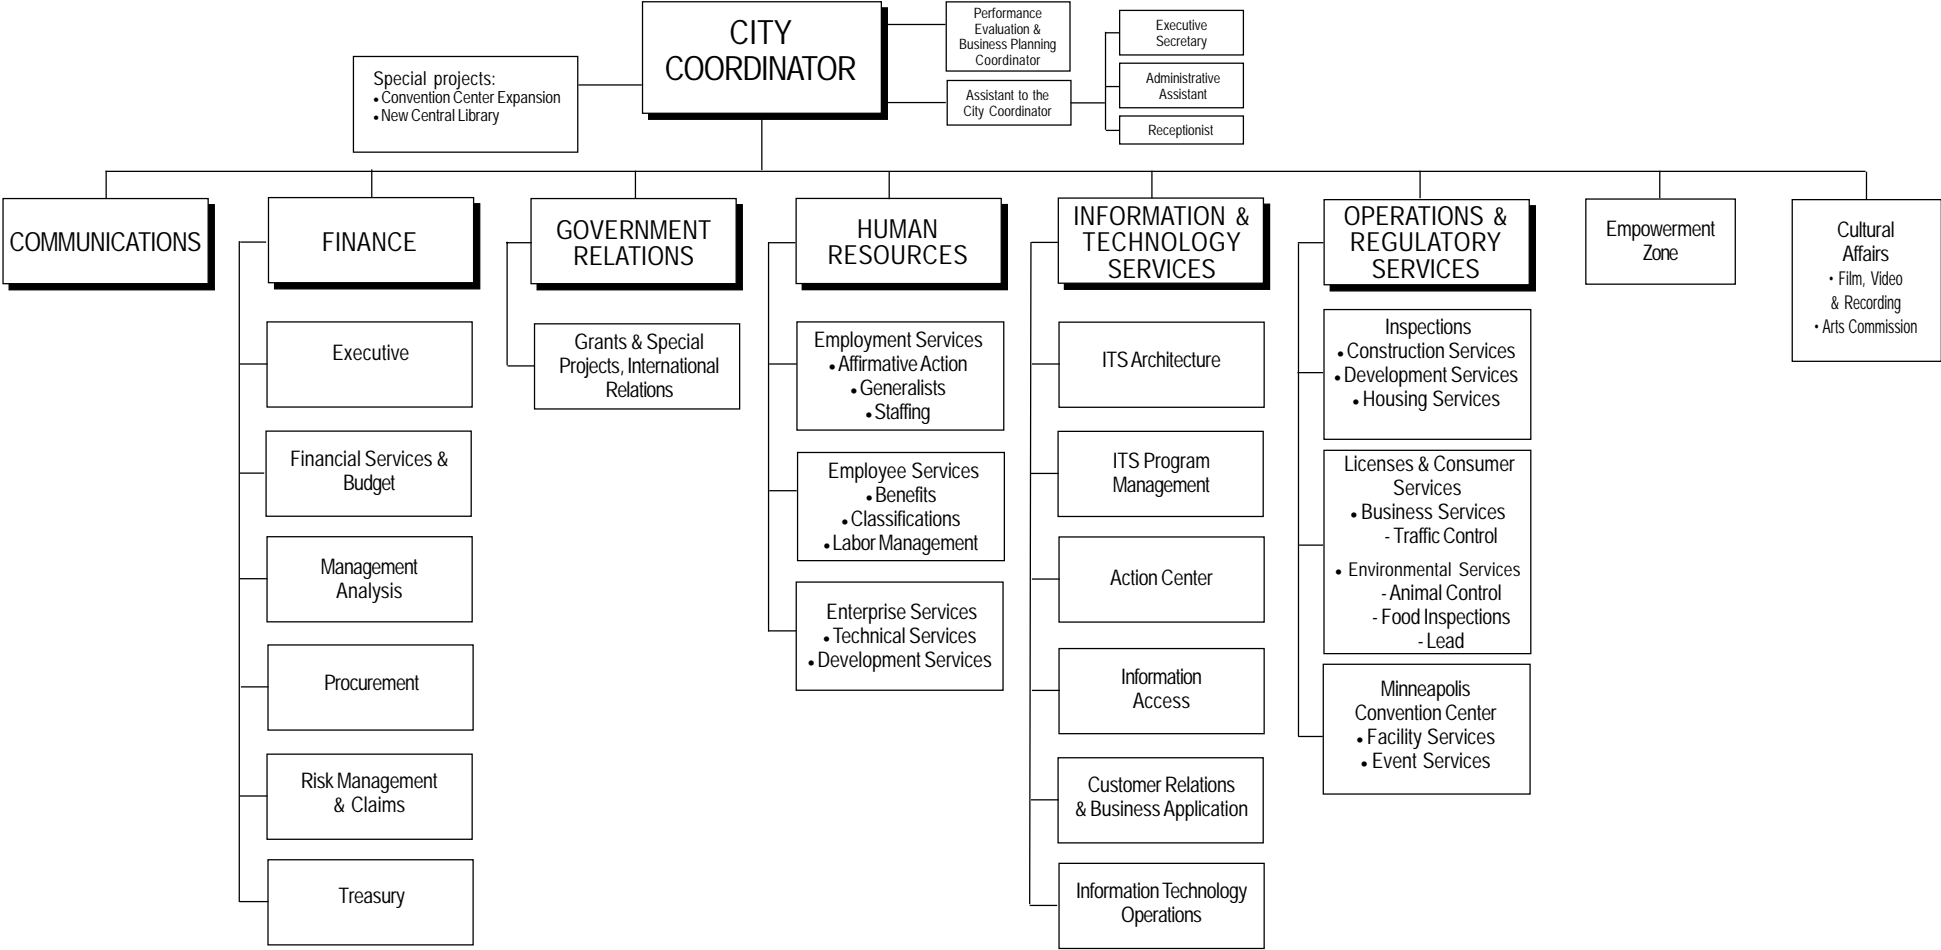 CITY
COORDINATOR
Special projects:
• Convention Center Expansion
• New Central Library
Performance
Evaluation &
Business Planning
Coordinator
Assistant to the
City Coordinator
Executive
Secretary
Administrative
Assistant
Receptionist
COMMUNICATIONS
FINANCE
Executive
Financial Services &
Budget
Management
Analysis
Procurement
Risk Management
& Claims
Treasury
GOVERNMENT
RELATIONS
Grants & Special
Projects, International
Relations
HUMAN
RESOURCES
Employment Services
• Affirmative Action
• Generalists
• Staffing
Employee Services
• Benefits
• Classifications
• Labor Management
Enterprise Services
• Technical Services
• Development Services
INFORMATION &
TECHNOLOGY
SERVICES
ITS Architecture
ITS Program
Management
Action Center
Information
Access
Customer Relations
& Business Application
Information Technology
Operations
OPERATIONS &
REGULATORY
SERVICES
Inspections
• Construction Services
• Development Services
• Housing Services
Licenses & Consumer
Services
• Business Services
- Traffic Control
• Environmental Services
- Animal Control
- Food Inspections
- Lead
Minneapolis
Convention Center
• Facility Services
• Event Services
Empowerment
Zone
Cultural
Affairs
• Film, Video
& Recording
• Arts Commission